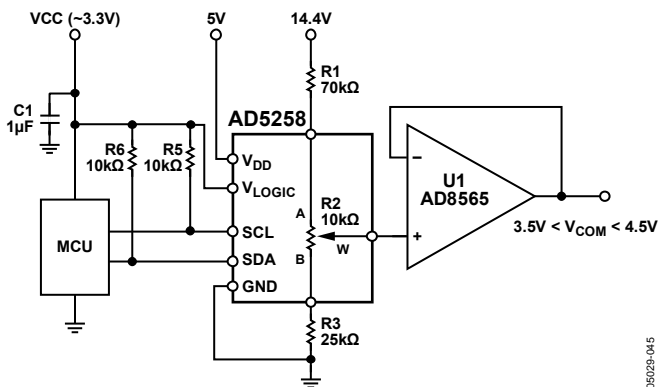 VCC (~3.3V)
5V
14.4V
R1
70kΩ
C1
1μF
AD5258
R6
10kΩ
R5
10kΩ
VDD
VLOGIC
R2
10kΩ
A
W
B
SCL
SDA
GND
MCU
–
+
U1
AD8565
3.5V < VCOM < 4.5V
R3
25kΩ
05029-045